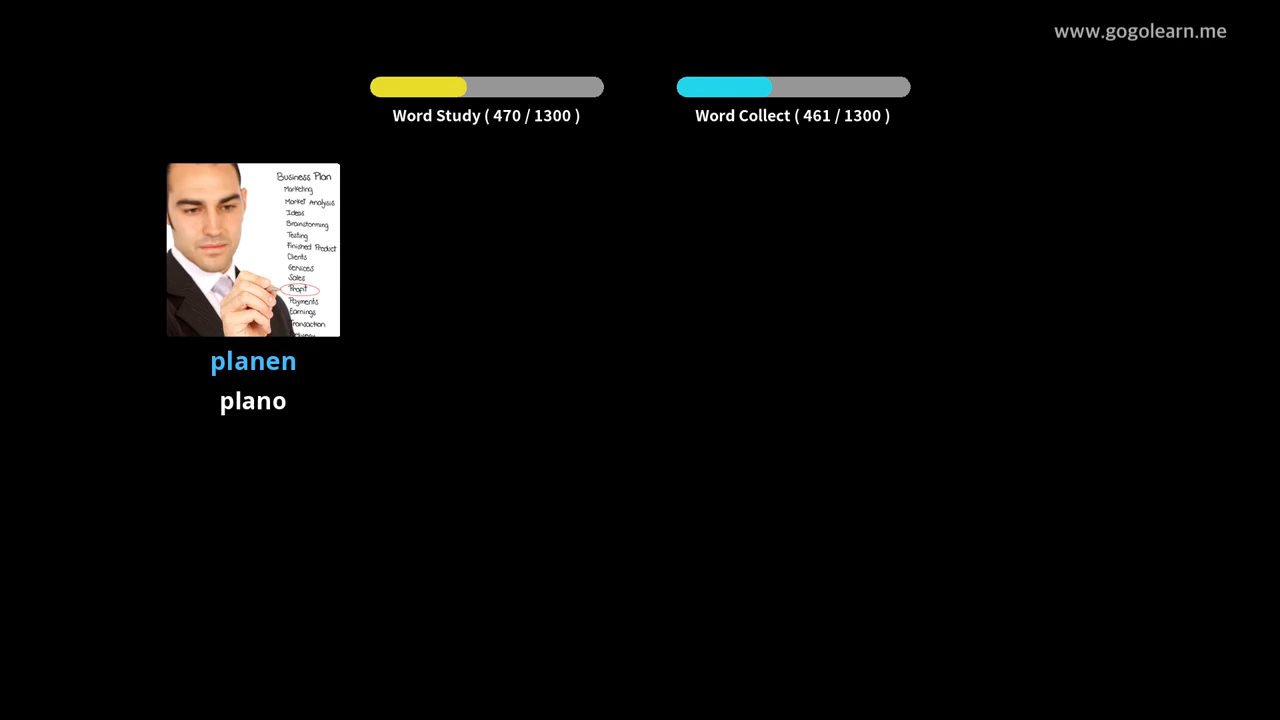 www.gogolearn.me
Word Study ( 470 / 1300 )
Word Collect ( 461 / 1300 )
Business Plan
Marketing
Market Analysis
Ideas
Brainstorming
Testing
Finished Product
Clients
Services
Sales
Profit
Payments
Earnings
Transaction
planen
plano